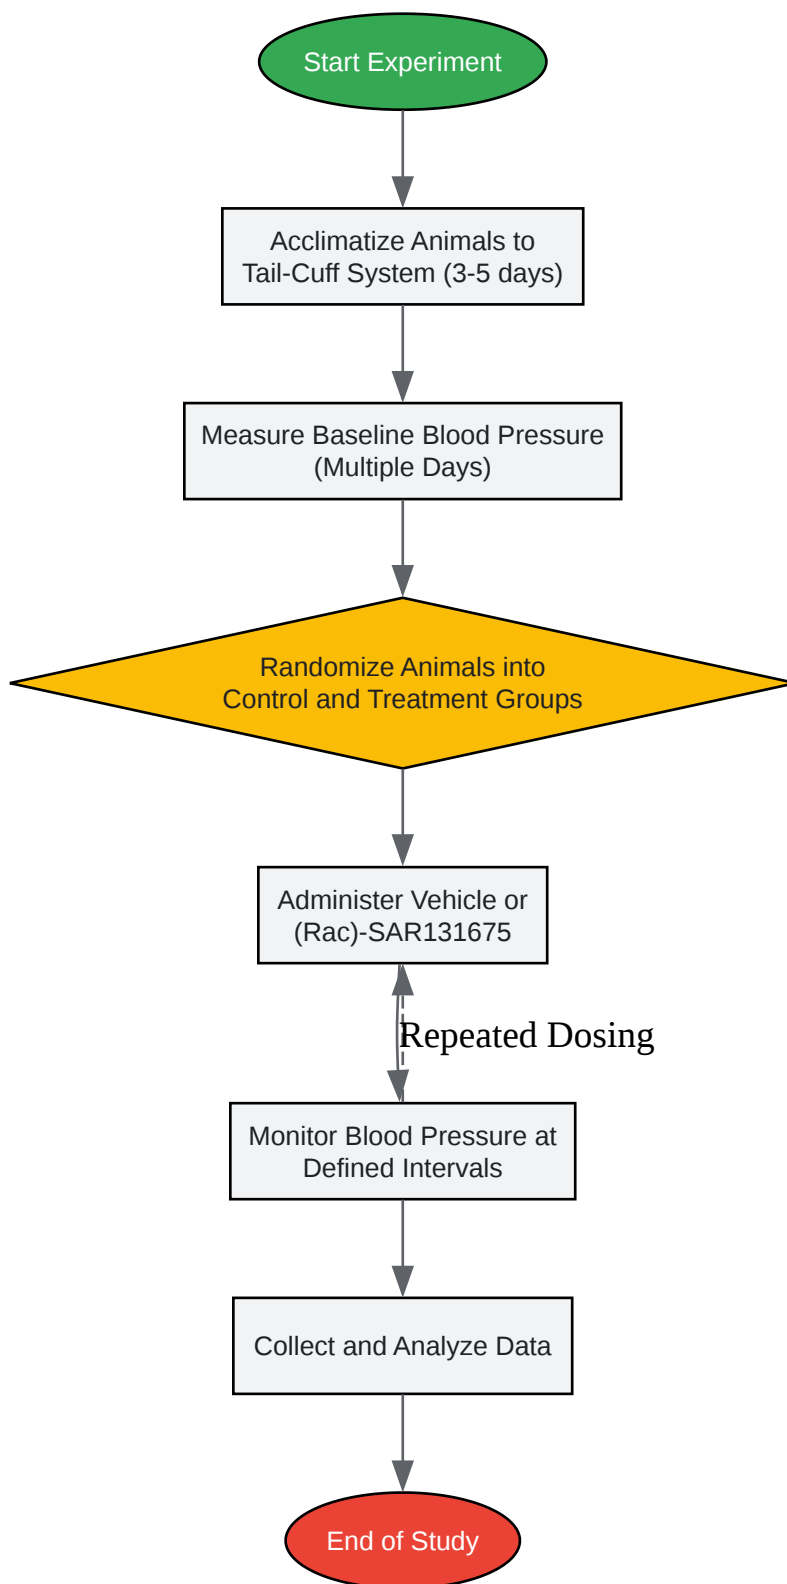 Start Experiment
Acclimatize Animals to
Tail-Cuff System (3-5 days)
Measure Baseline Blood Pressure
(Multiple Days)
Randomize Animals into
Control and Treatment Groups
Administer Vehicle or
(Rac)-SAR131675
Repeated Dosing
Monitor Blood Pressure at
Defined Intervals
Collect and Analyze Data
End of Study